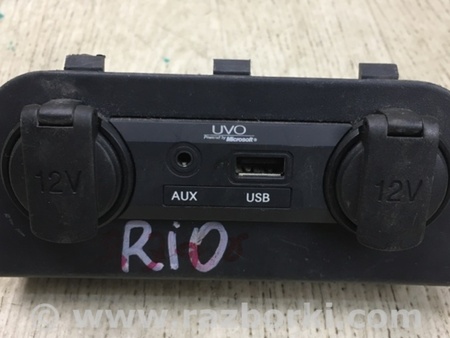 UVO
Powered by Microsoft®
12V
AUX
USB
12V
RIO
© www.razborki.com